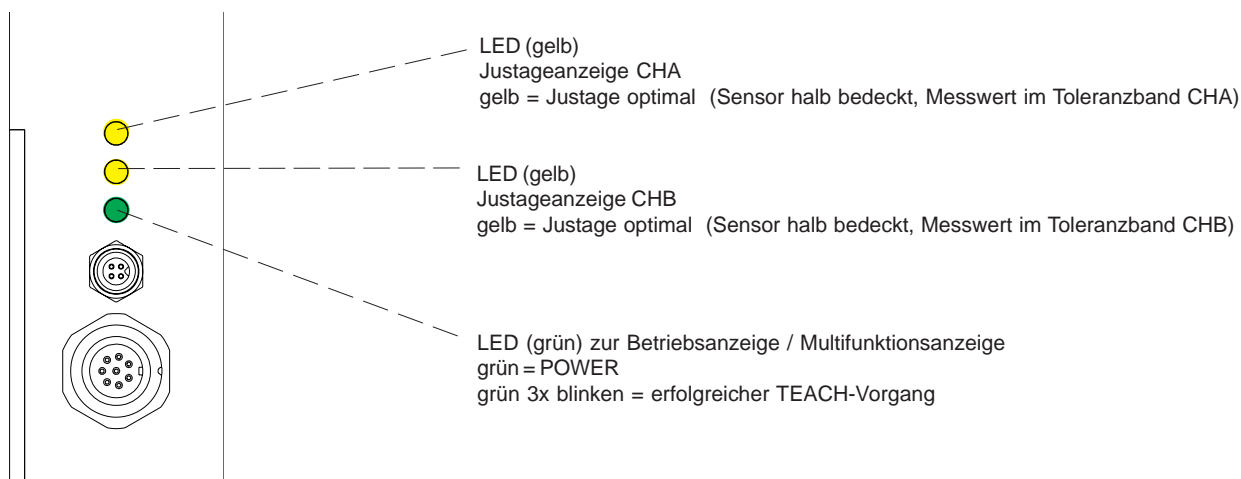 LED (gelb)
Justageanzeige CHA
gelb = Justage optimal (Sensor halb bedeckt, Messwert im Toleranzband CHA)
LED (gelb)
Justageanzeige CHB
gelb = Justage optimal (Sensor halb bedeckt, Messwert im Toleranzband CHB)
LED (grün) zur Betriebsanzeige / Multifunktionsanzeige
grün = POWER
grün 3x blinken = erfolgreicher TEACH-Vorgang